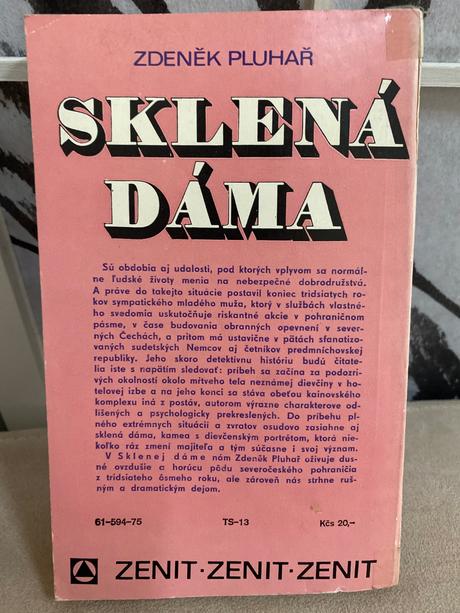 ZDENĚK PLUHAŘ
SKLENÁ
DÁMA
Sú obdobia aj udalosti, pod ktorých vplyvom sa normál-
ne ľudské životy menia na nebezpečné dobrodružstvá.
A práve do takejto situácie postavil koniec tridsiatych ro-
kov sympatického mladého muža, ktorý v službách vlastné-
ho svedomia uskutočňuje riskantné akcie v pohraničnom
pásme, v čase budovania obranných opevnení v sever-
ných Čechách, a pritom má ustavične v pätách sfanatizo-
vaných sudetských Nemcov aj četníkov predmníchovskej
republiky. Jeho skoro detektívnu históriu budú čitate-
lia iste s napätím sledovať: príbeh sa začína za podozri-
vých okolností okolo mŕtveho tela neznámej dievčiny v ho-
telovej izbe a na jeho konci sa stáva obeťou kainovského
komplexu iná z postáv, autorom výrazne charakterove od-
lišených a psychologicky prekreslených. Do príbehu pl-
ného extrémnych situácií a zvratov osudovo zasiahne aj
sklená dáma, kamea s dievčenským portrétom, ktorá nie-
koľko ráz zmení majiteľa a tým súčasne i svoj význam.
V Sklenej dáme nám Zdeněk Pluhař oživuje dus-
né ovzdušie a horúcu pôdu severočeského pohraničia
z tridsiateho ôsmeho roku, ale zároveň nás strhne ruš-
ným a dramatickým dejom.
61-594-75 TS-13 Kčs 20,-
ZENIT·ZENIT·ZENIT